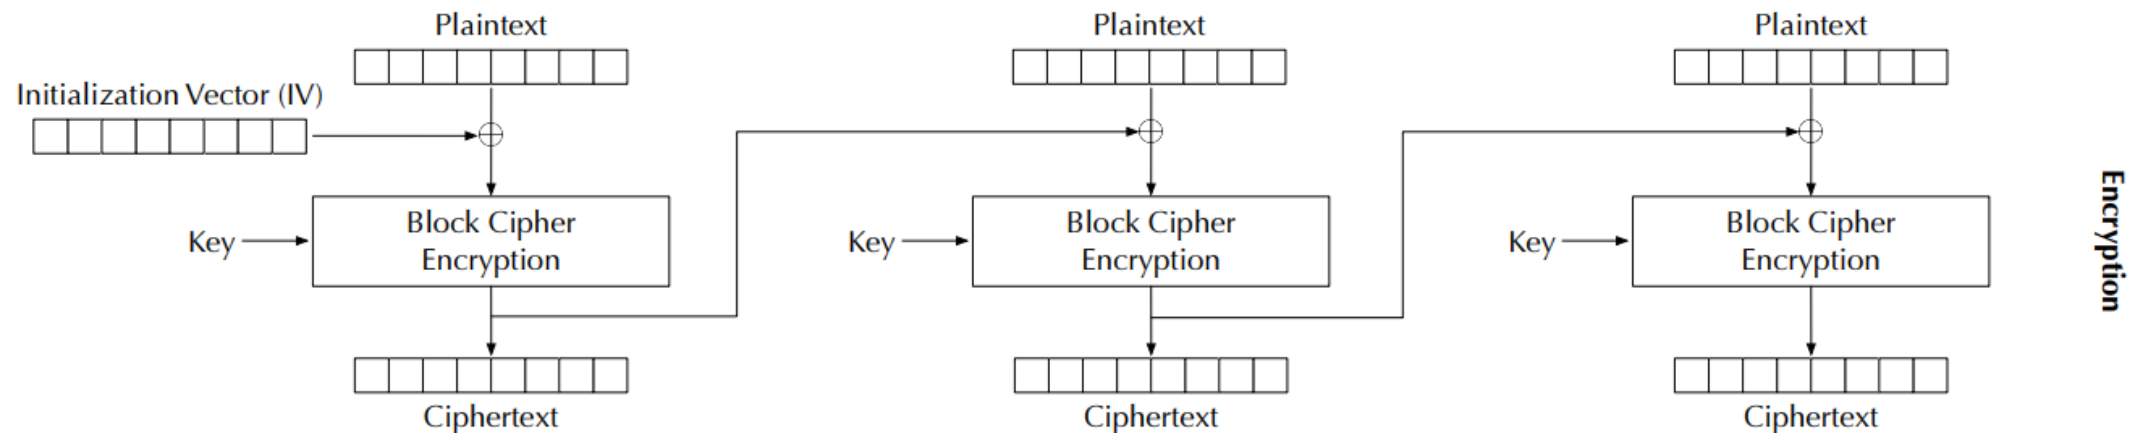 Plaintext
Plaintext
Plaintext
Initialization Vector (IV)
Key
Block Cipher
Encryption
Key
Block Cipher
Encryption
Key
Block Cipher
Encryption
Encryption
Ciphertext
Ciphertext
Ciphertext